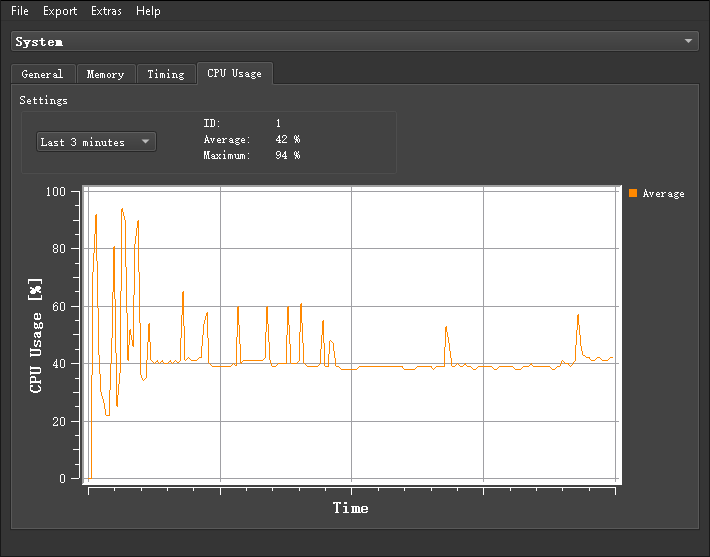 File Export Extras Help
System
General Memory Timing CPU Usage
Settings
Last 3 minutes
ID: 1
Average: 42 %
Maximum: 94 %
100
80
60
40
20
0
CPU Usage [%]
Time
Average